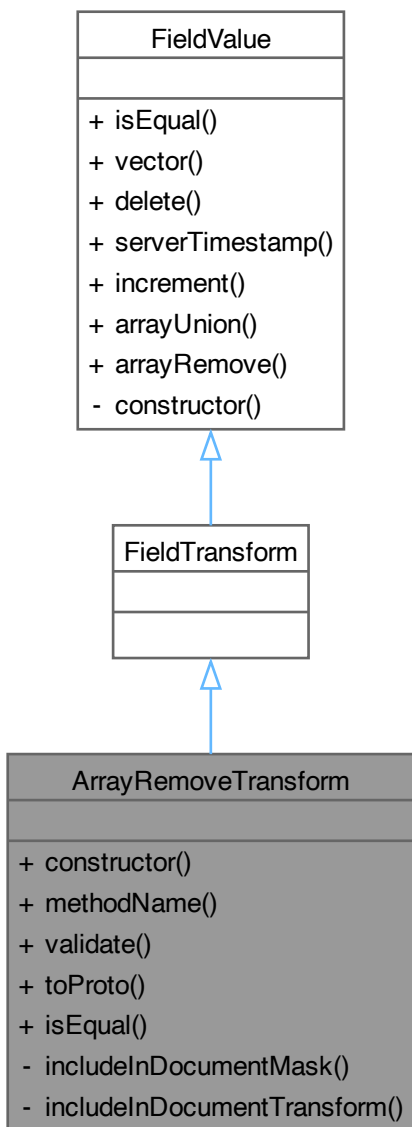 FieldValue
+ isEqual()
+ vector()
+ delete()
+ serverTimestamp()
+ increment()
+ arrayUnion()
+ arrayRemove()
- constructor()
FieldTransform
ArrayRemoveTransform
+ constructor()
+ methodName()
+ validate()
+ toProto()
+ isEqual()
- includeInDocumentMask()
- includeInDocumentTransform()